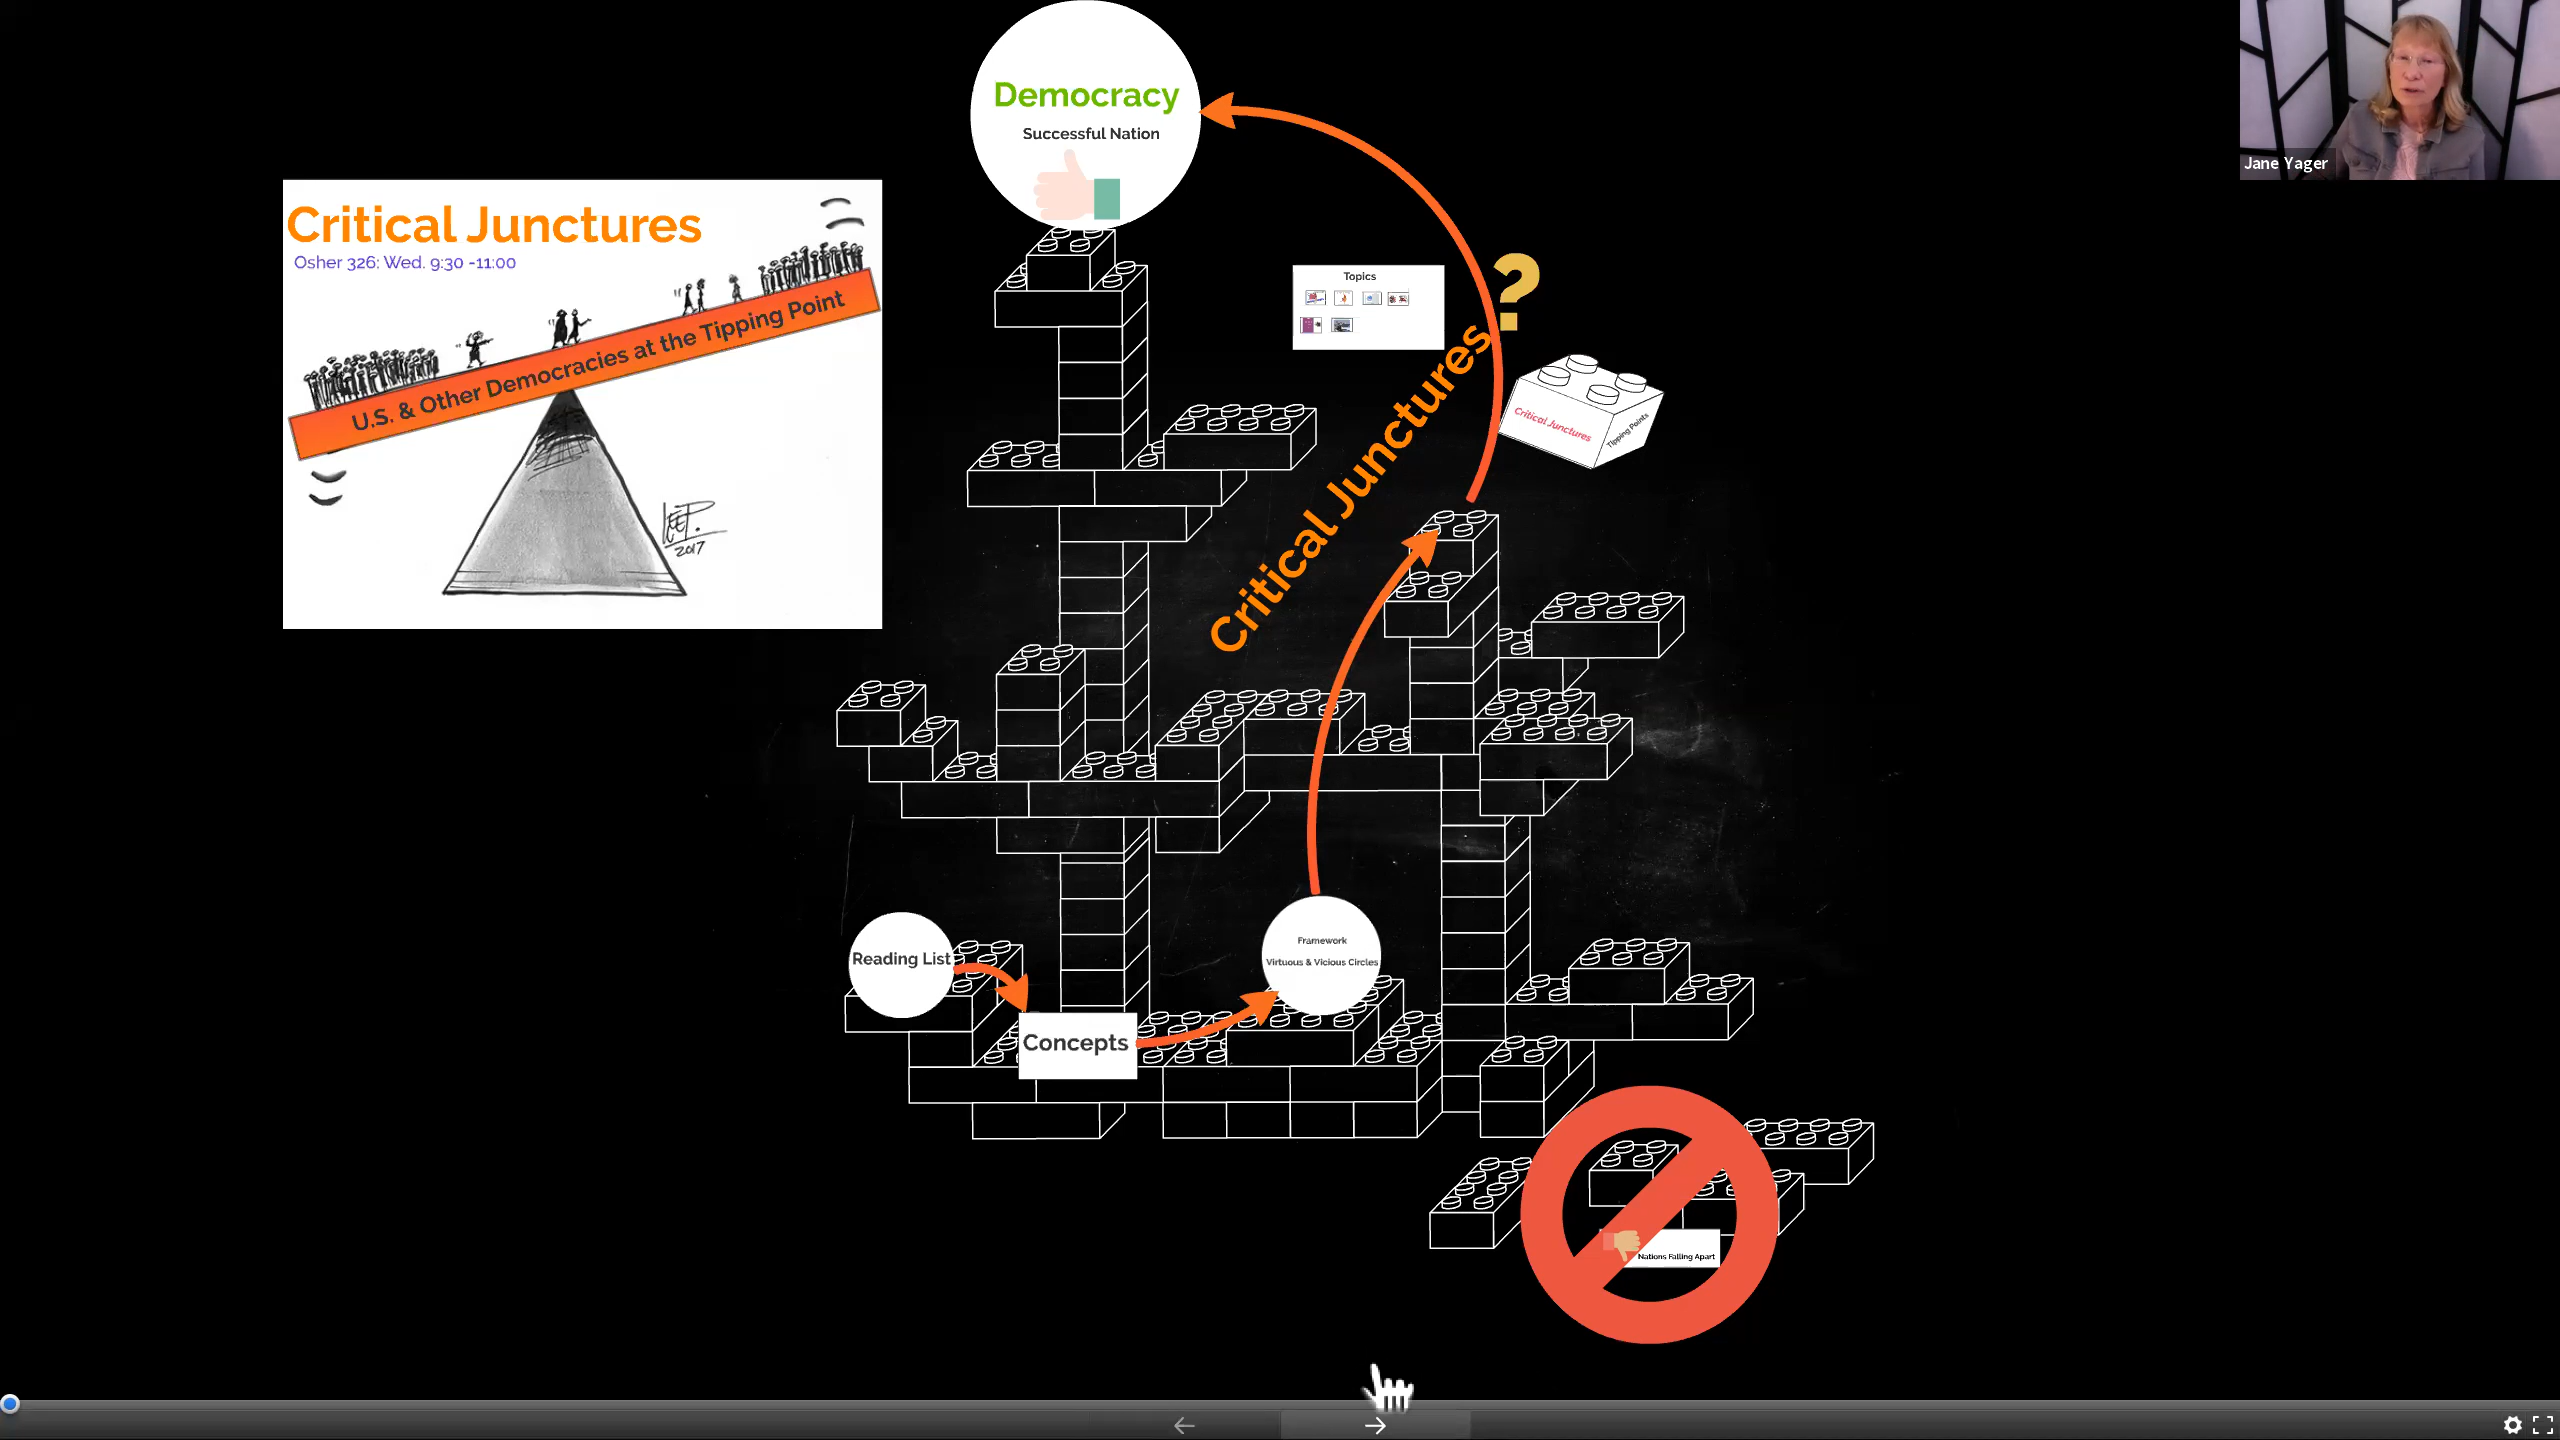 Democracy
Successful Nation
Jane Yager
Critical Junctures
Osher 326: Wed. 9:30 -11:00
U.S. & Other Democracies at the Tipping Point
LEEP.
2017
Topics
?
Critical Junctures
Critical Junctures
Tipping Points
Reading List
Concepts
Framework
Virtuous & Vicious Circles
Nations Falling Apart